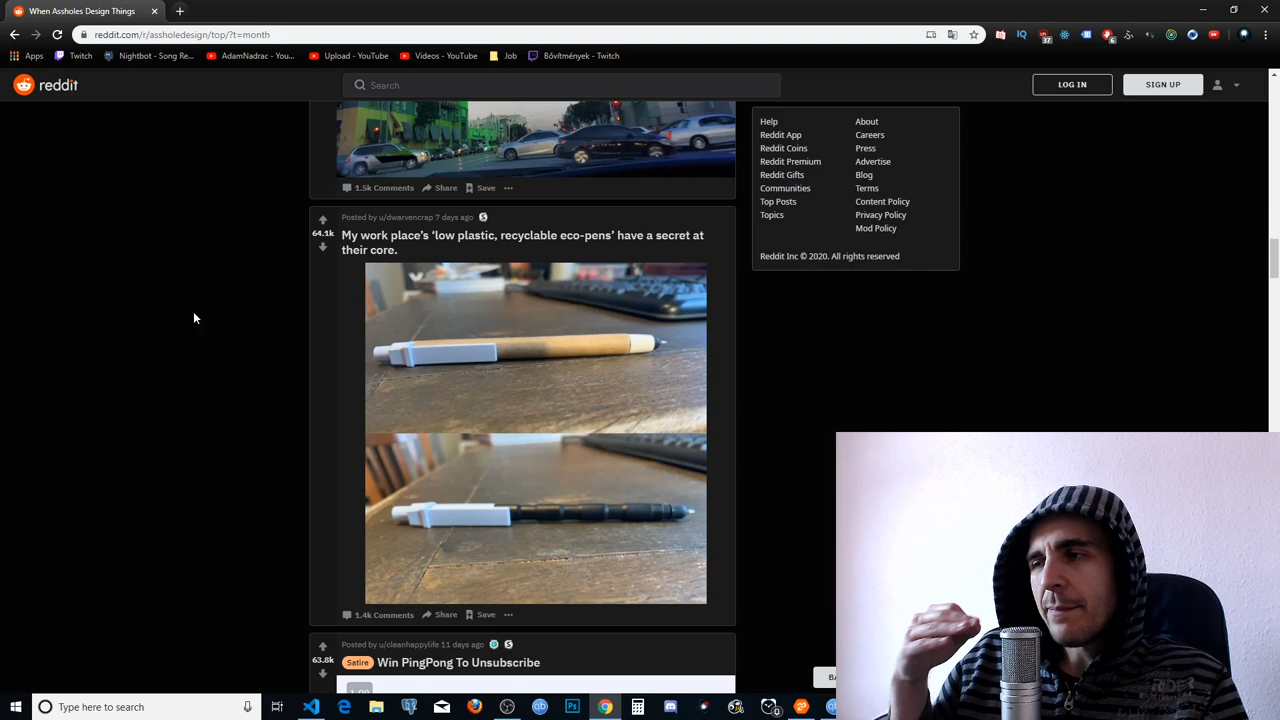 When Assholes Design Things
reddit.com/r/assholedesign/top/?t=month
Apps
Twitch
Nightbot - Song Re...
AdamNadrac - You...
Upload - YouTube
Videos - YouTube
Job
Bővítmények - Twitch
reddit
Search
LOG IN
SIGN UP
1.5k Comments
Share
Save
Help
About
Reddit App
Careers
Reddit Coins
Press
Reddit Premium
Advertise
Reddit Gifts
Blog
Communities
Terms
Top Posts
Content Policy
Topics
Privacy Policy
Mod Policy
Reddit Inc © 2020. All rights reserved
Posted by u/dwarvencrap 7 days ago
64.1k
My work place’s ‘low plastic, recyclable eco-pens’ have a secret at
their core.
1.4k Comments
Share
Save
Posted by u/cleanhappylife 11 days ago
63.8k
Satire
Win PingPong To Unsubscribe
Type here to search